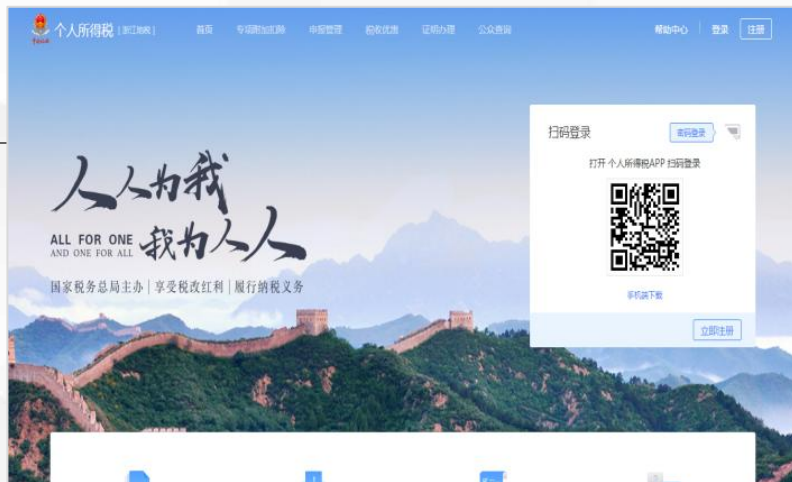 个人所得税 [浙江地税] 首页 专项附加扣除 申报管理 税收优惠 证明办理 公众查询 帮助中心 登录 注册
扫码登录 密码登录
打开 个人所得税APP 扫码登录
人人为我
ALL FOR ONE
AND ONE FOR ALL
我为人人
国家税务总局主办 | 享受税改红利 | 履行纳税义务
手机端下载
立即注册